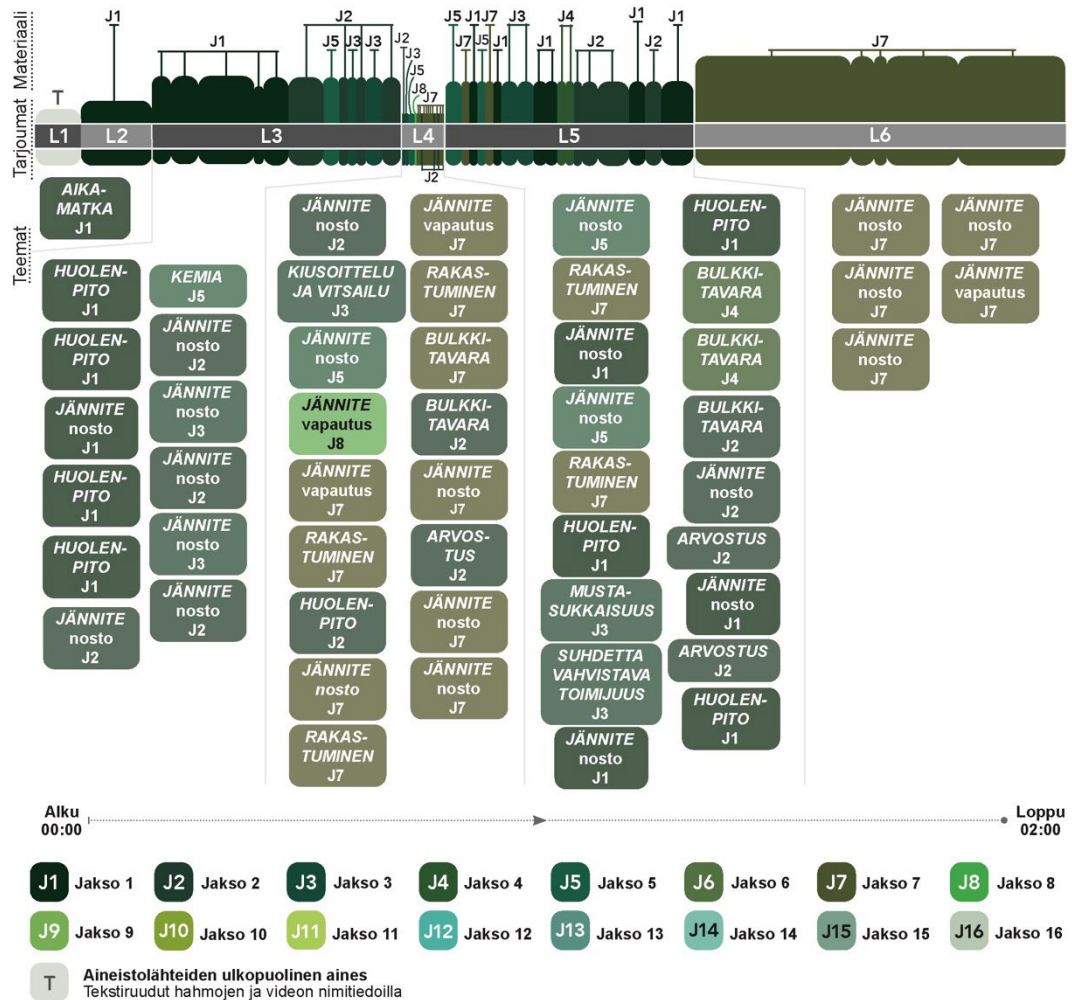 Materiaali
Tarjoumat
Teemat
J1
J1
J2
J5
J3
J3
J2
J3
J5
J8
J7
J2
J5
J1
J7
J3
J4
J1
J1
J7
J5
J1
J1
J2
J2
J7
T
L1
L2
L3
L4
L5
L6
AIKA-
MATKA
J1
HUOLEN-
PITO
J1
HUOLEN-
PITO
J1
JÄNNITE
nosto
J1
HUOLEN-
PITO
J1
HUOLEN-
PITO
J1
JÄNNITE
nosto
J2
KEMIA
J5
JÄNNITE
nosto
J2
JÄNNITE
nosto
J3
JÄNNITE
nosto
J2
JÄNNITE
nosto
J3
JÄNNITE
nosto
J2
JÄNNITE
nosto
J2
KIUSOITTELU
JA VITSAILU
J3
JÄNNITE
nosto
J5
JÄNNITE
vapautus
J8
JÄNNITE
vapautus
J7
RAKAS-
TUMINEN
J7
HUOLEN-
PITO
J2
JÄNNITE
nosto
J7
RAKAS-
TUMINEN
J7
JÄNNITE
vapautus
J7
RAKAS-
TUMINEN
J7
BULKKI-
TAVARA
J7
BULKKI-
TAVARA
J2
JÄNNITE
nosto
J7
ARVOS-
TUS
J2
JÄNNITE
nosto
J7
JÄNNITE
nosto
J7
JÄNNITE
nosto
J5
RAKAS-
TUMINEN
J7
JÄNNITE
nosto
J1
JÄNNITE
nosto
J5
RAKAS-
TUMINEN
J7
HUOLEN-
PITO
J1
MUSTA-
SUKKAISUUS
J3
SUHDETTA
VAHVISTAVA
TOIMIJUUS
J3
JÄNNITE
nosto
J1
HUOLEN-
PITO
J1
BULKKI-
TAVARA
J4
BULKKI-
TAVARA
J4
BULKKI-
TAVARA
J2
JÄNNITE
nosto
J2
ARVOSTUS
J2
JÄNNITE
nosto
J1
ARVOSTUS
J2
HUOLEN-
PITO
J1
JÄNNITE
nosto
J7
JÄNNITE
nosto
J7
JÄNNITE
nosto
J7
JÄNNITE
nosto
J7
JÄNNITE
vapautus
J7
Alku
00:00
Loppu
02:00
J1 Jakso 1
J2 Jakso 2
J3 Jakso 3
J4 Jakso 4
J5 Jakso 5
J6 Jakso 6
J7 Jakso 7
J8 Jakso 8
J9 Jakso 9
J10 Jakso 10
J11 Jakso 11
J12 Jakso 12
J13 Jakso 13
J14 Jakso 14
J15 Jakso 15
J16 Jakso 16
T
Aineistolähteiden ulkopuolinen aines
Tekstiruudut hahmojen ja videon nimitiedoilla